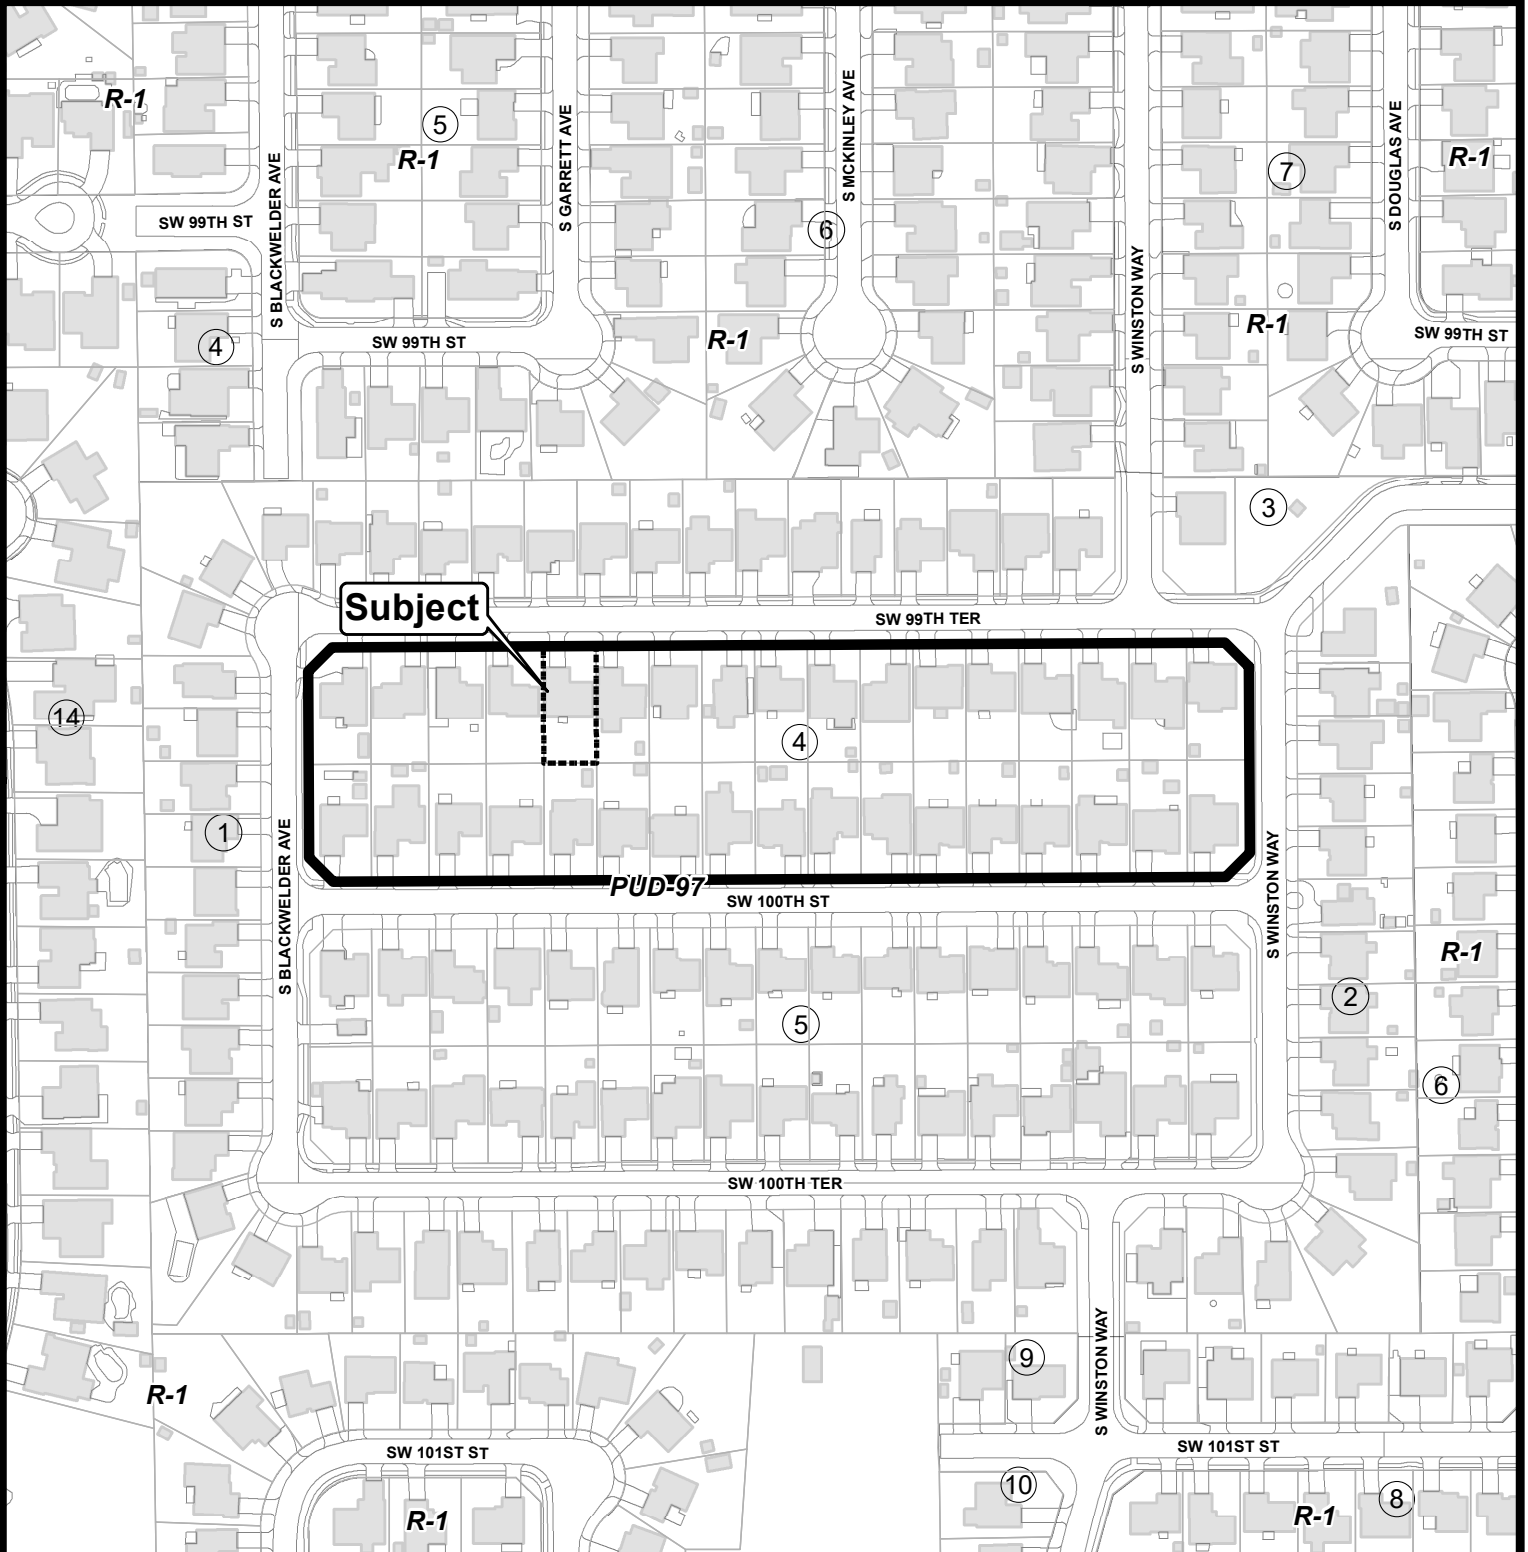 R-1
5
R-1
S BLACKWELDER AVE
S GARRETT AVE
S MCKINLEY AVE
S DOUGLAS AVE
R-1
7
SW 99TH ST
6
S WINSTON WAY
4
SW 99TH ST
R-1
R-1
SW 99TH ST
3
Subject
SW 99TH TER
14
4
1
S BLACKWELDER AVE
S WINSTON WAY
PUD-97
SW 100TH ST
R-1
2
5
6
SW 100TH TER
9
S WINSTON WAY
R-1
SW 101ST ST
SW 101ST ST
10
8
R-1
R-1